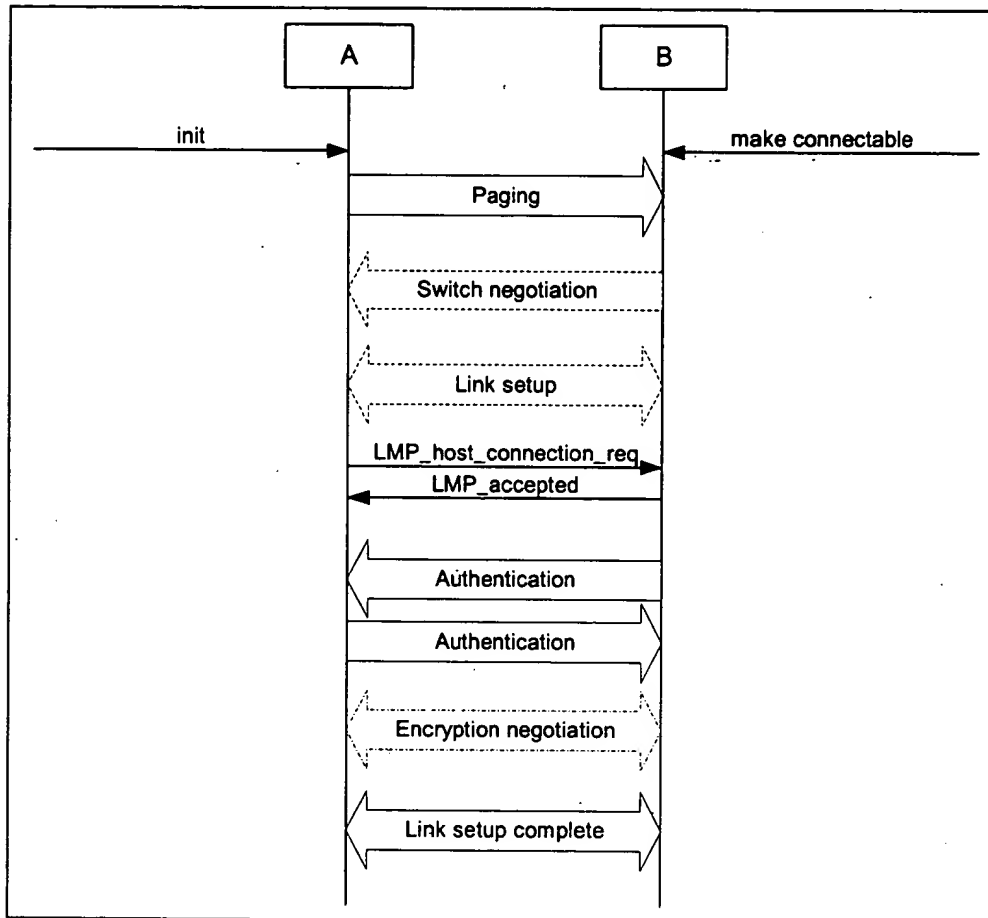 A
B
init
make connectable
Paging
Switch negotiation
Link setup
LMP_host_connection_req
LMP_accepted
Authentication
Authentication
Encryption negotiation
Link setup complete